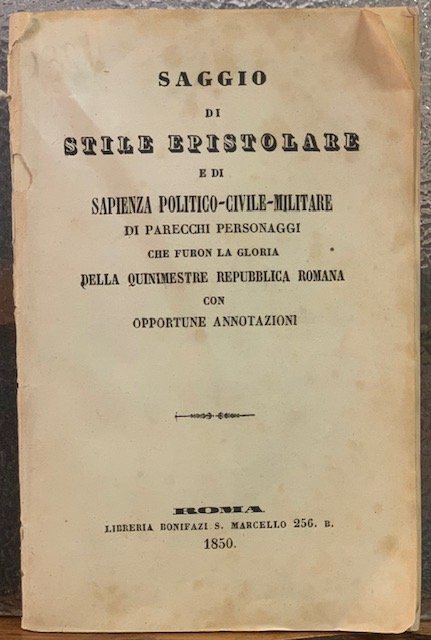 SAGGIO
DI
STILE EPISTOLARE
E DI
SAPIENZA POLITICO-CIVILE-MILITARE
DI PARECCHI PERSONAGGI
CHE FURON LA GLORIA
DELLA QUINIMESTRE REPUBBLICA ROMANA
CON
OPPORTUNE ANNOTAZIONI
ROMA
LIBRERIA BONIFAZI S. MARCELLO 256. B.
1850.